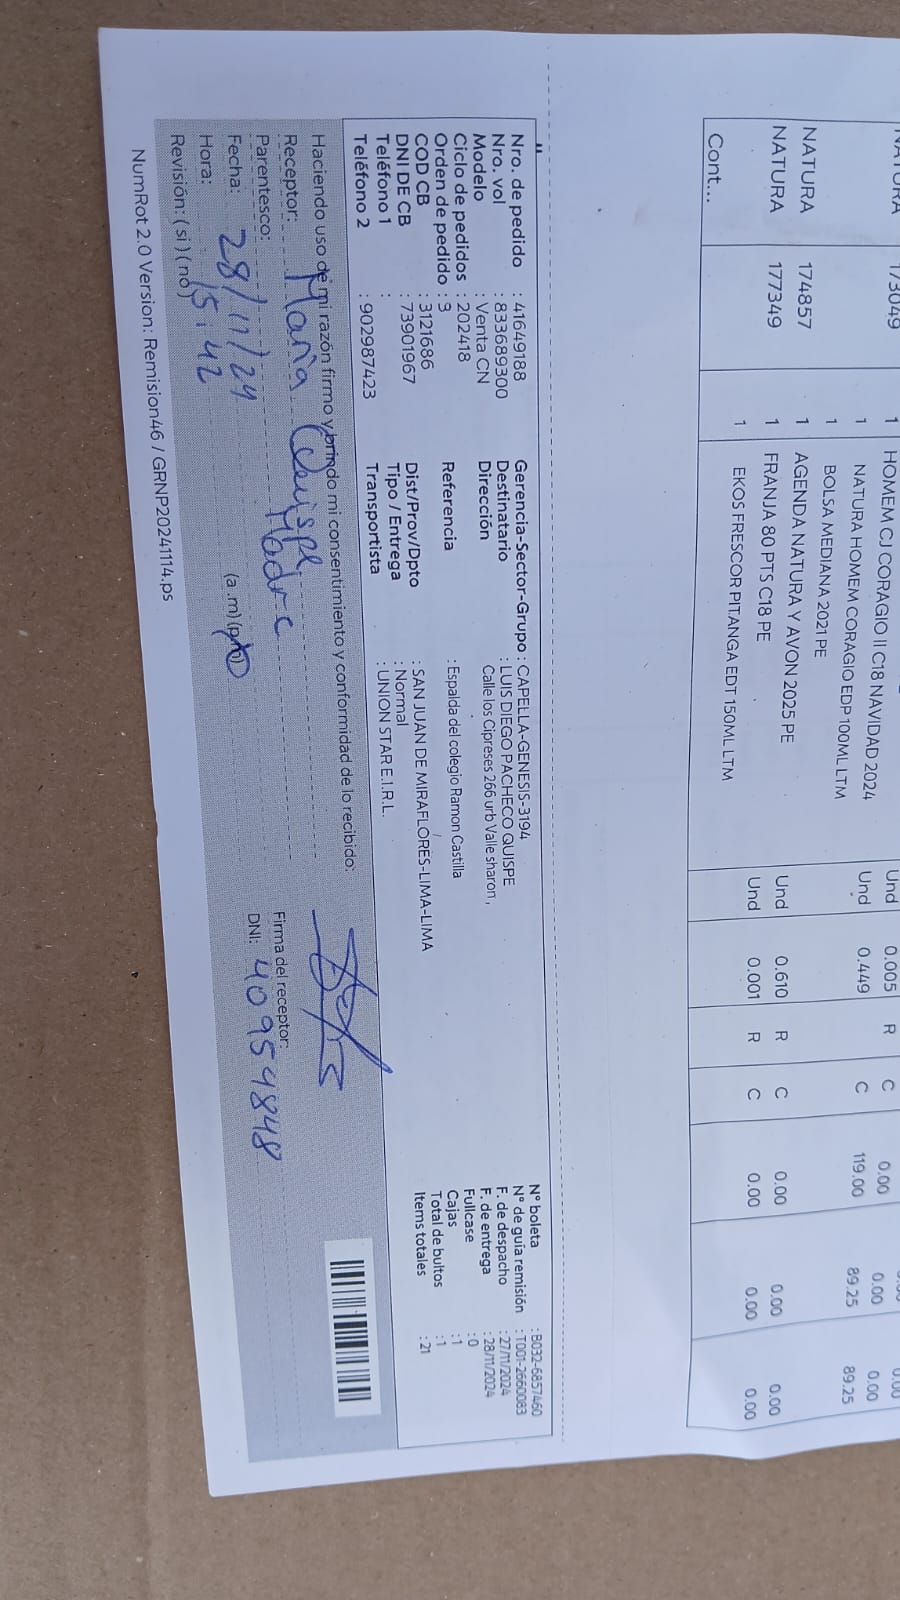 NATURA 173049 1 HOMEM CJ CORAGIO II C18 NAVIDAD 2024 Und 0.005 R C 0.00 0.00 0.00
1 NATURA HOMEM CORAGIO EDP 100ML LTM Und 0.449 C 119.00 89.25 89.25
1 BOLSA MEDIANA 2021 PE
NATURA 174857 1 AGENDA NATURA Y AVON 2025 PE
NATURA 177349 1 FRANJA 80 PTS C18 PE Und 0.610 R C 0.00 0.00 0.00
1 EKOS FRESCOR PITANGA EDT 150ML LTM Und 0.001 R C 0.00 0.00 0.00
Cont...
Nro. de pedido : 41649188 Gerencia-Sector-Grupo : CAPELLA-GENESIS-3194 N° boleta : B032-6857460
Nro. vol : 833689300 Destinatario : LUIS DIEGO PACHECO QUISPE N° de guía remisión : T001-2660083
Modelo : Venta CN Dirección Calle los Cipreses 266 urb Valle sharon, F. de despacho : 27/11/2024
Ciclo de pedidos : 202418 F. de entrega : 28/11/2024
Orden de pedido : 9 Referencia : Espalda del colegio Ramon Castilla Fullcase : 0
COD CB : 3121686 Cajas : 1
DNI DE CB : 73901967 Dist/Prov/Dpto : SAN JUAN DE MIRAFLORES-LIMA-LIMA Total de bultos : 1
Teléfono 1 : Tipo / Entrega : Normal Items totales : 21
Teléfono 2 : 902987423 Transportista : UNION STAR E.I.R.L.
Haciendo uso de mi razón firmo y brindo mi consentimiento y conformidad de lo recibido:
Receptor: Maria Quispe
Parentesco: Madre Firma del receptor:
Fecha: 28/11/24 DNI: 40954848
Hora: 15:42 (a.m) (p.m)
Revisión: ( si ) ( no )
NumRot 2.0 Version: Remision46 / GRNP20241114.ps